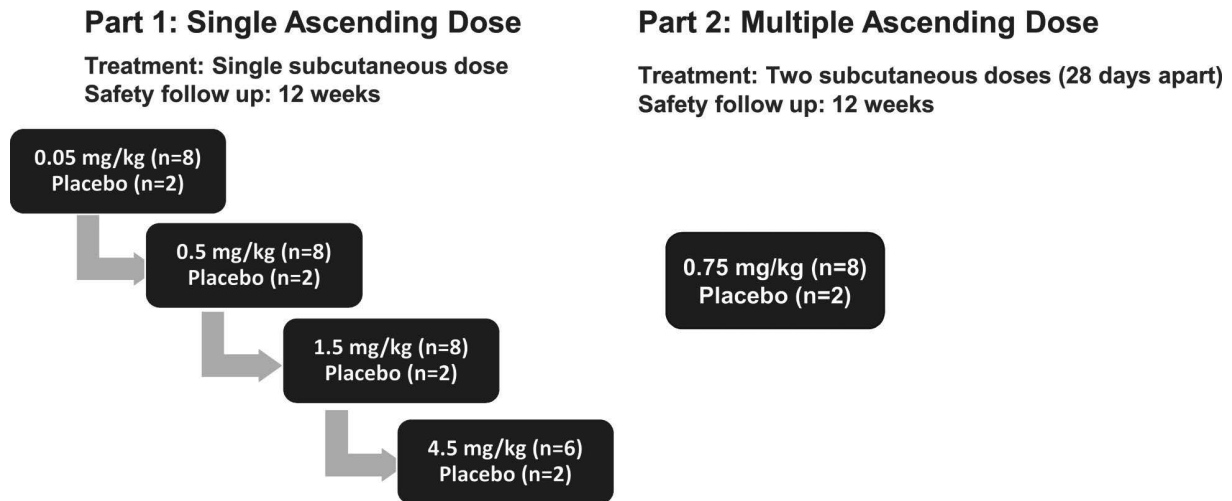 Part 1: Single Ascending Dose
Treatment: Single subcutaneous dose
Safety follow up: 12 weeks
0.05 mg/kg (n=8)
Placebo (n=2)
0.5 mg/kg (n=8)
Placebo (n=2)
1.5 mg/kg (n=8)
Placebo (n=2)
4.5 mg/kg (n=6)
Placebo (n=2)
Part 2: Multiple Ascending Dose
Treatment: Two subcutaneous doses (28 days apart)
Safety follow up: 12 weeks
0.75 mg/kg (n=8)
Placebo (n=2)